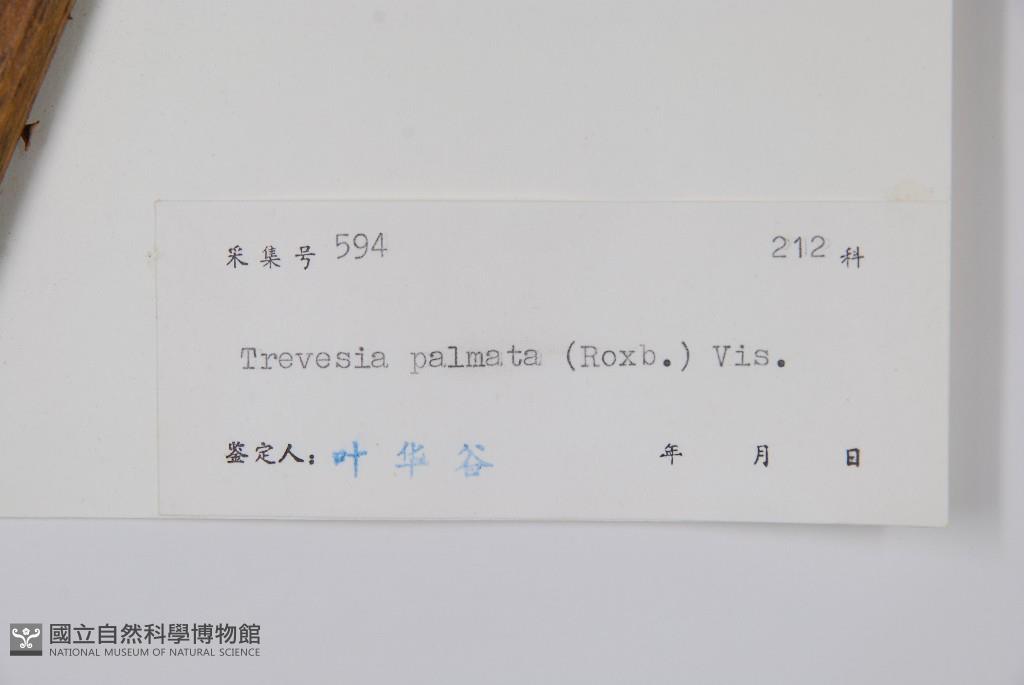 采集号 594 212 科
Trevesia palmata (Roxb.) Vis.
鉴定人: 叶华谷 年 月 日
國立自然科學博物館
NATIONAL MUSEUM OF NATURAL SCIENCE